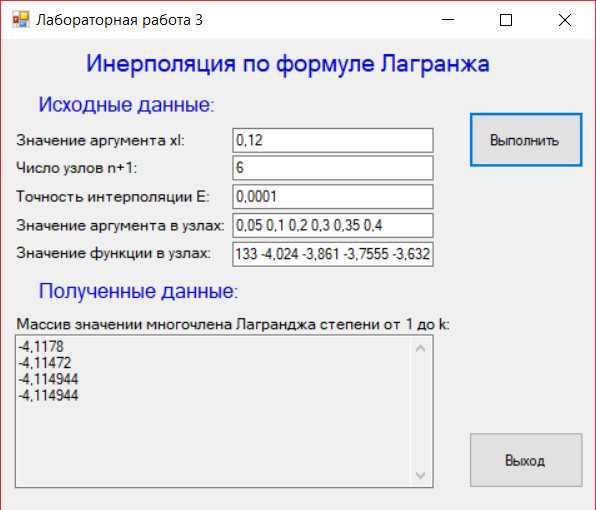 Лабораторная работа 3
Инерполяция по формуле Лагранжа
Исходные данные:
Значение аргумента xl: 0,12
Выполнить
Число узлов n+1: 6
Точность интерполяции E: 0,0001
Значение аргумента в узлах: 0,05 0,1 0,2 0,3 0,35 0,4
Значение функции в узлах: 133 -4,024 -3,861 -3,7555 -3,632
Полученные данные:
Массив значении многочлена Лагранджа степени от 1 до k:
-4,1178
-4,11472
-4,114944
-4,114944
Выход